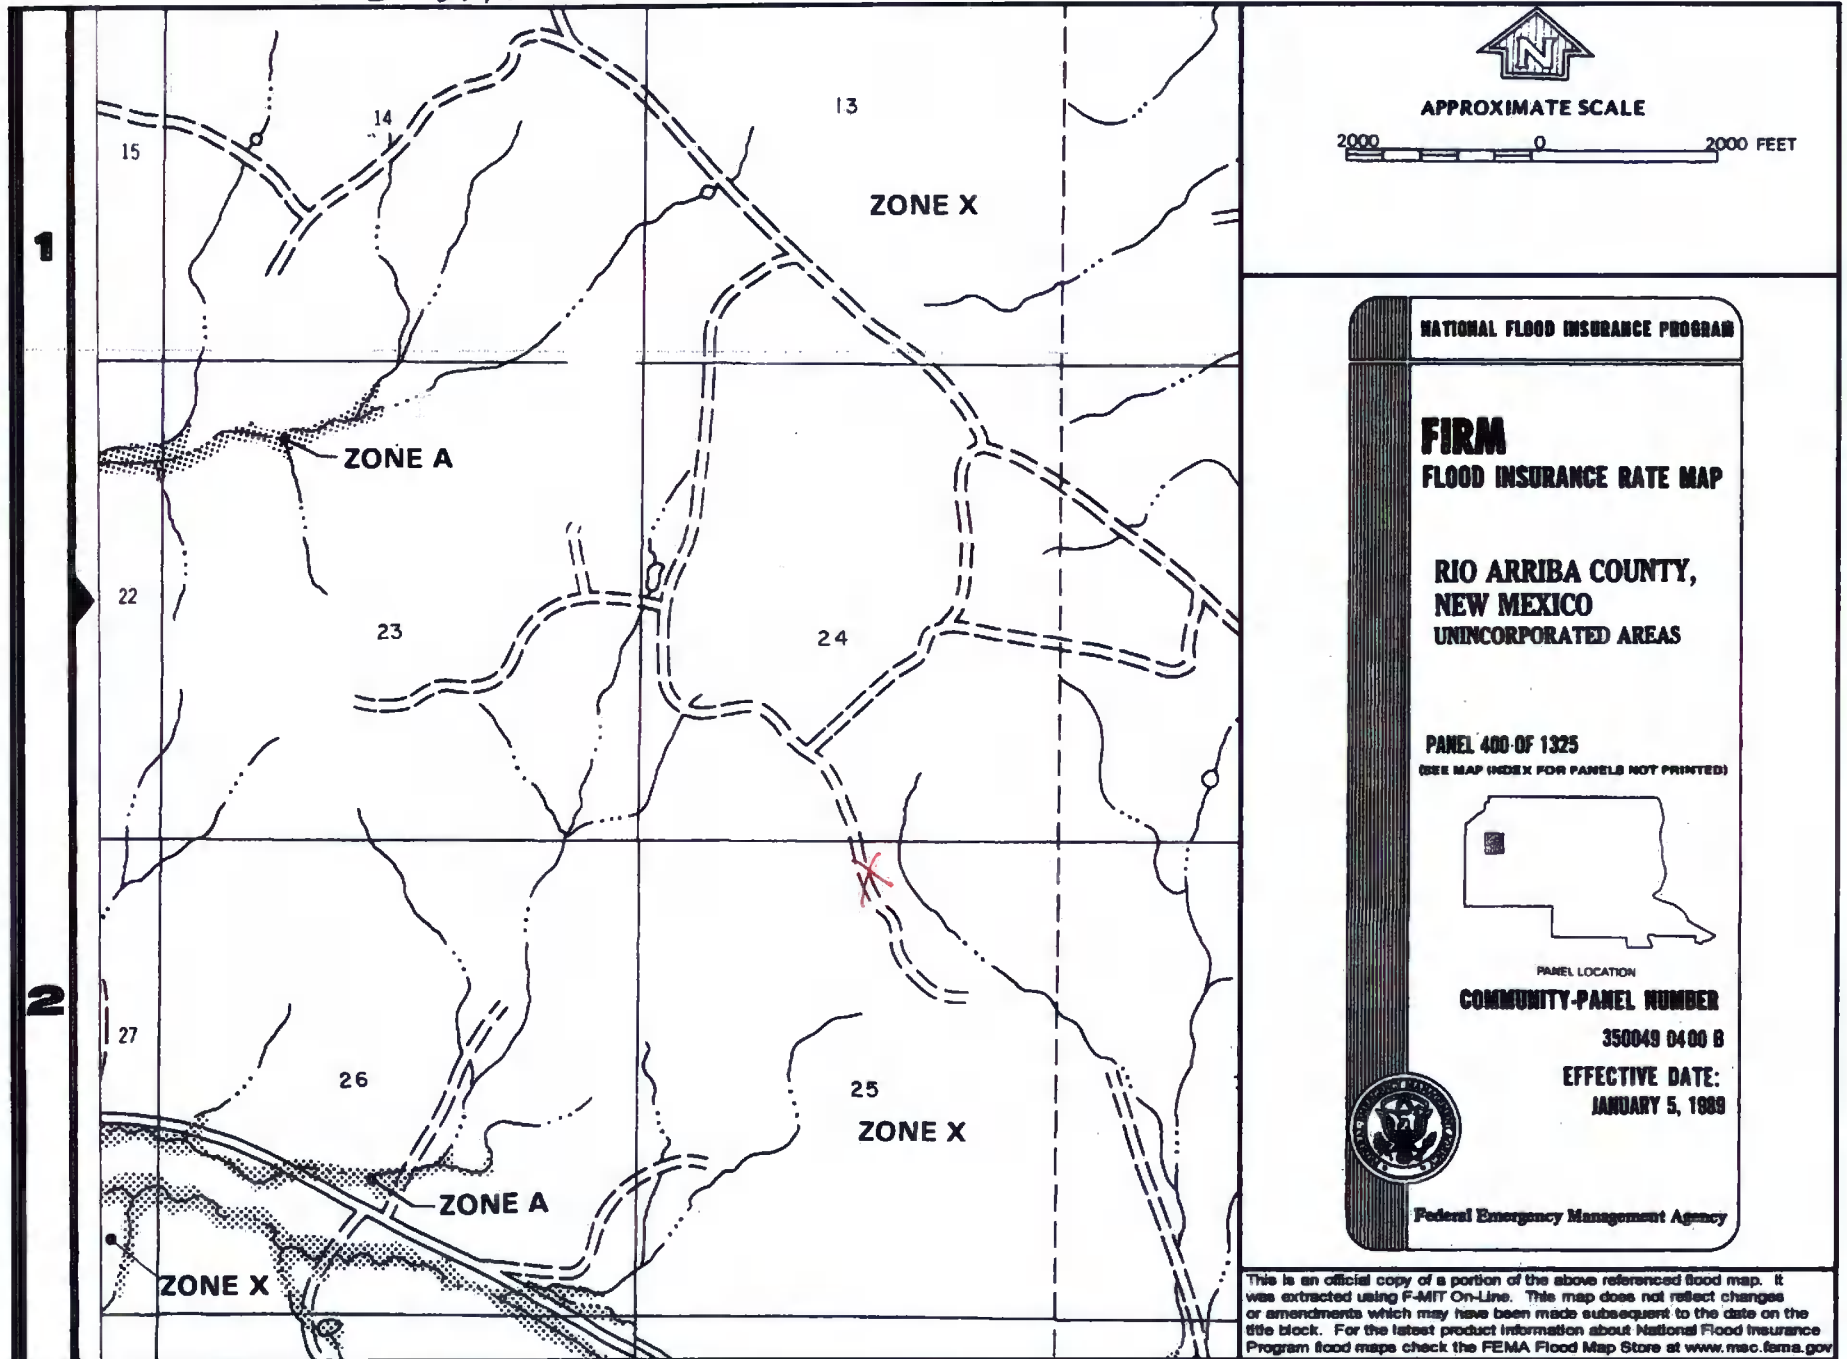 13
14
15
ZONE X
1
ZONE A
22
23
24
2
27
26
25
ZONE X
ZONE A
ZONE X
N
APPROXIMATE SCALE
2000 0 2000 FEET
NATIONAL FLOOD INSURANCE PROGRAM
FIRM
FLOOD INSURANCE RATE MAP
RIO ARRIBA COUNTY,
NEW MEXICO
UNINCORPORATED AREAS
PANEL 400 OF 1325
(SEE MAP INDEX FOR PANELS NOT PRINTED)
PANEL LOCATION
COMMUNITY-PANEL NUMBER
350049 0400 B
EFFECTIVE DATE:
JANUARY 5, 1989
Federal Emergency Management Agency
This is an official copy of a portion of the above referenced flood map. It
was extracted using F-MIT On-Line. This map does not reflect changes
or amendments which may have been made subsequent to the date on the
title block. For the latest product information about National Flood Insurance
Program flood maps check the FEMA Flood Map Store at www.msc.fema.gov